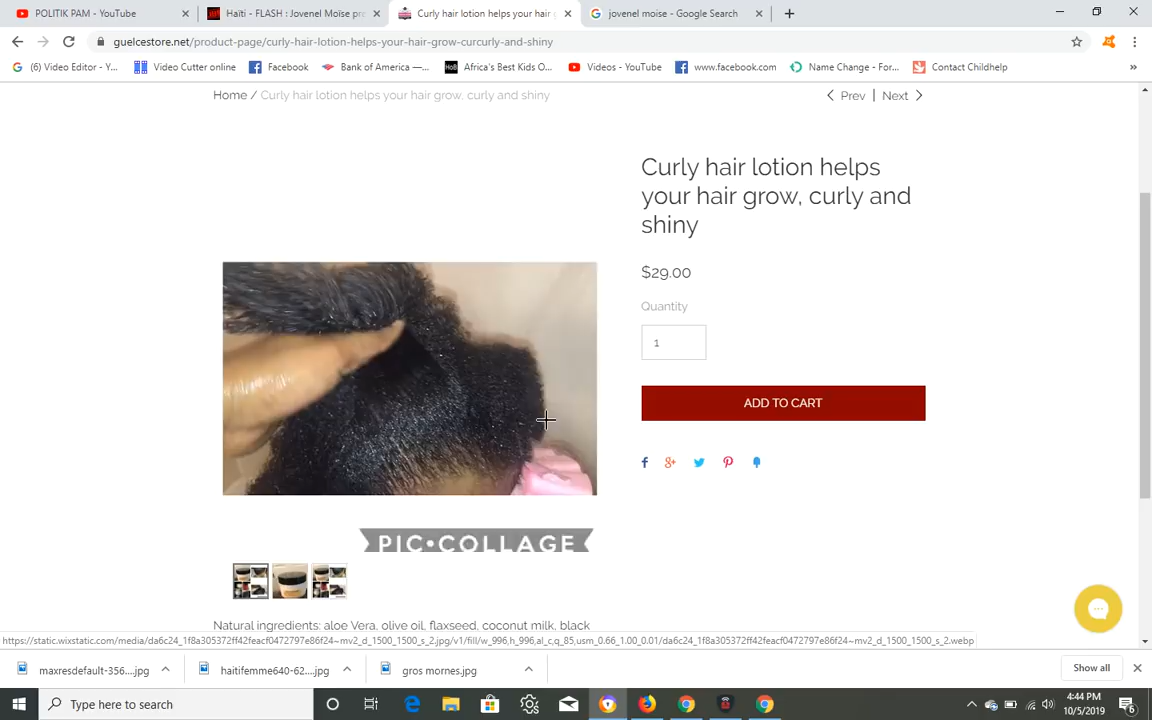 POLITIK PAM - YouTube
Haïti - FLASH : Jovenel Moïse pre
Curly hair lotion helps your hair g
jovenel moise - Google Search
guelcestore.net/product-page/curly-hair-lotion-helps-your-hair-grow-curcurly-and-shiny
(6) Video Editor - Y...
Video Cutter online
Facebook
Bank of America —...
HoB
Africa's Best Kids O...
Videos - YouTube
www.facebook.com
Name Change - For...
Contact Childhelp
»
Home / Curly hair lotion helps your hair grow, curly and shiny
Prev | Next
Curly hair lotion helps
your hair grow, curly and
shiny
$29.00
Quantity
1
ADD TO CART
PIC•COLLAGE
Natural ingredients: aloe Vera, olive oil, flaxseed, coconut milk, black
https://static.wixstatic.com/media/da6c24_1f8a305372ff42feacf0472797e86f24~mv2_d_1500_1500_s_2.jpg/v1/fill/w_996,h_996,al_c,q_85,usm_0.66_1.00_0.01/da6c24_1f8a305372ff42feacf0472797e86f24~mv2_d_1500_1500_s_2.webp
maxresdefault-356....jpg
haitifemme640-62....jpg
gros mornes.jpg
Show all
Type here to search
4:44 PM
10/5/2019
6